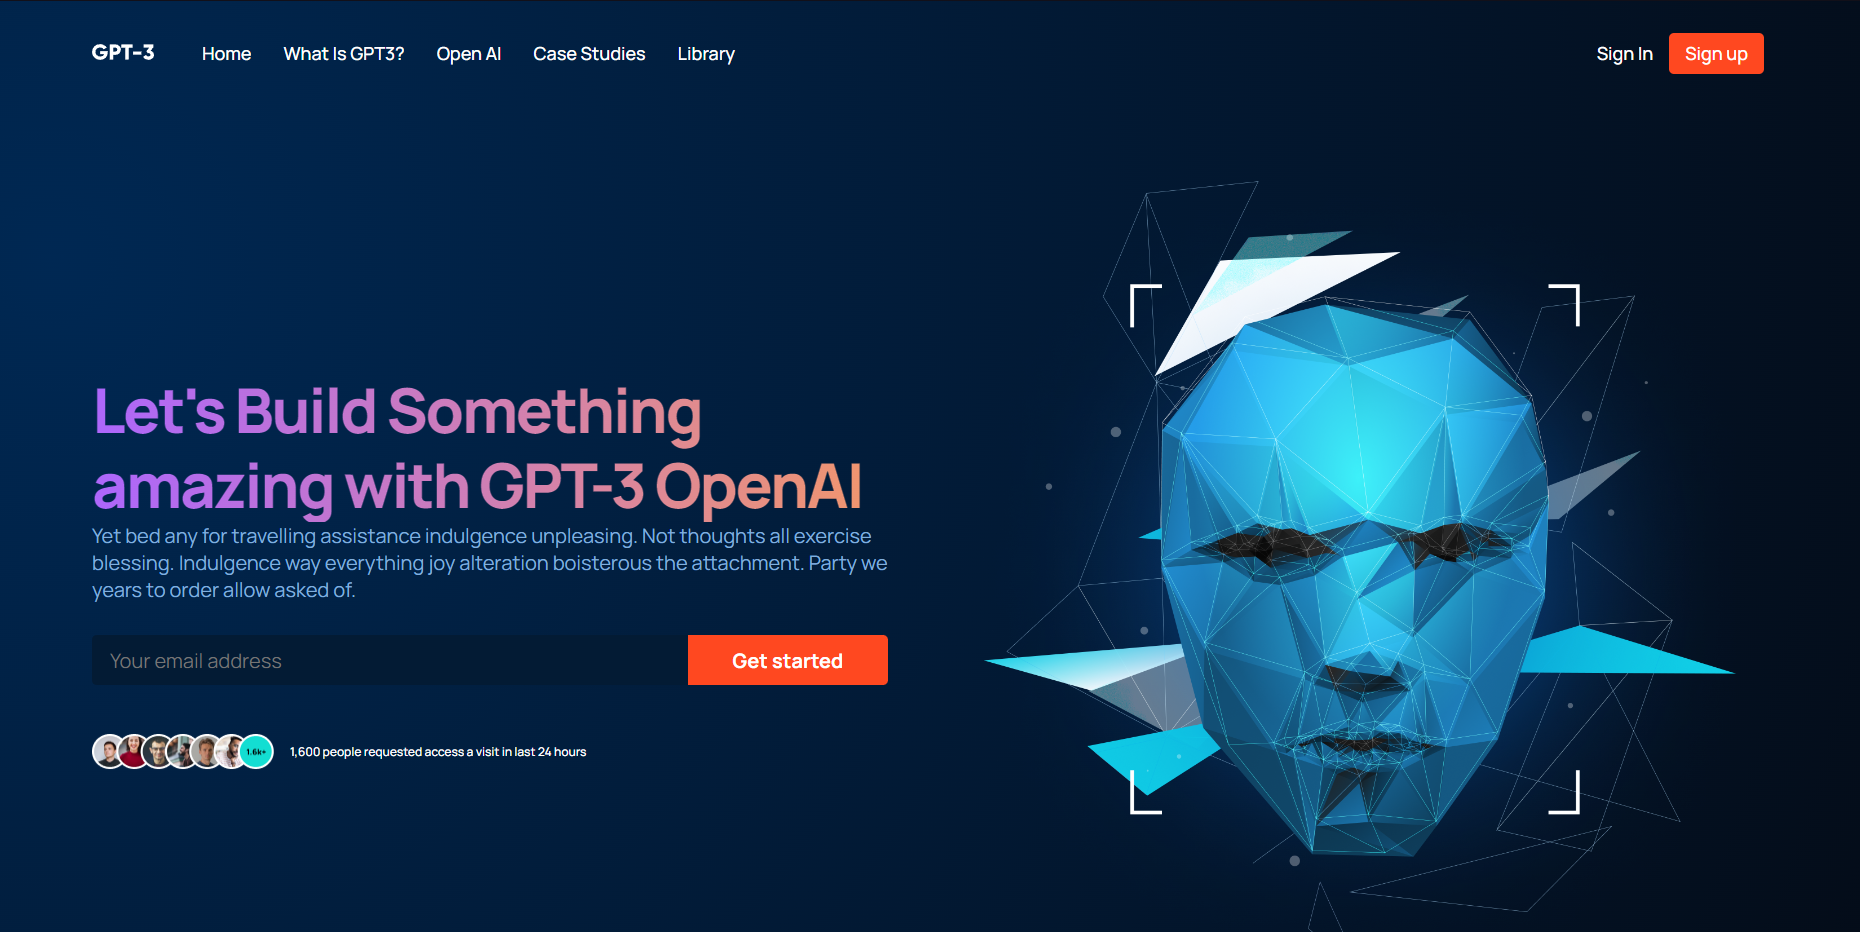 GPT-3
Home
What Is GPT3?
Open AI
Case Studies
Library
Sign In
Sign up
Let's Build Something
amazing with GPT-3 OpenAI
Yet bed any for travelling assistance indulgence unpleasing. Not thoughts all exercise
blessing. Indulgence way everything joy alteration boisterous the attachment. Party we
years to order allow asked of.
Your email address
Get started
1.6k+
1,600 people requested access a visit in last 24 hours